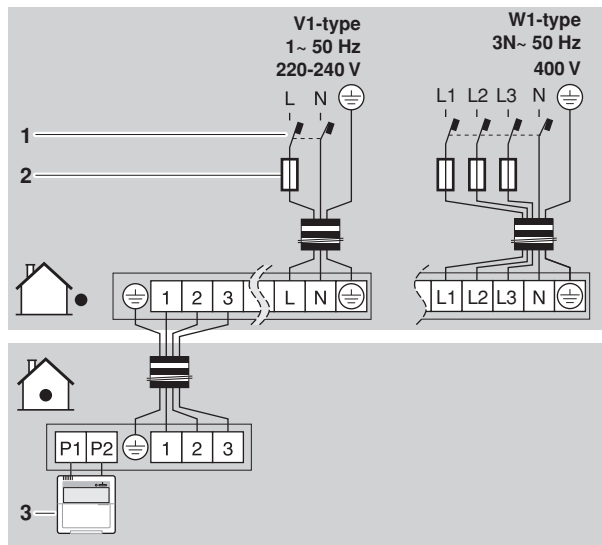 V1-type
1~ 50 Hz
220-240 V
W1-type
3N~ 50 Hz
400 V
L N
L1 L2 L3 N
1
2
1 2 3 L N
L1 L2 L3 N
P1 P2 1 2 3
3